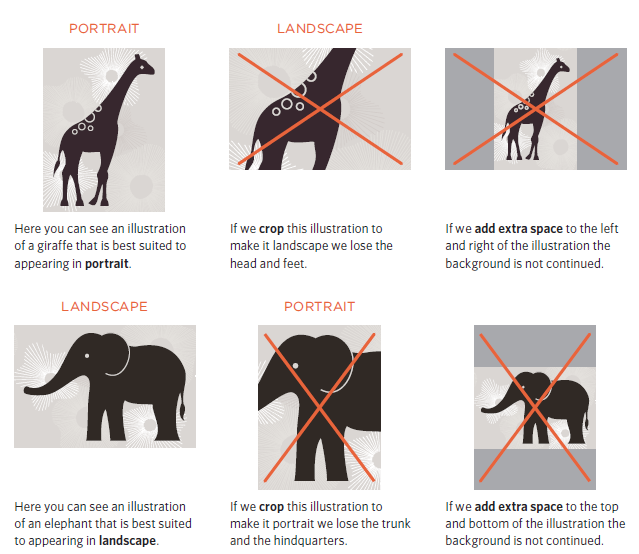 PORTRAIT
LANDSCAPE
Here you can see an illustration
of a giraffe that is best suited to
appearing in portrait.
If we crop this illustration to
make it landscape we lose the
head and feet.
If we add extra space to the left
and right of the illustration the
background is not continued.
LANDSCAPE
PORTRAIT
Here you can see an illustration
of an elephant that is best suited
to appearing in landscape.
If we crop this illustration to
make it portrait we lose the trunk
and the hindquarters.
If we add extra space to the top
and bottom of the illustration the
background is not continued.